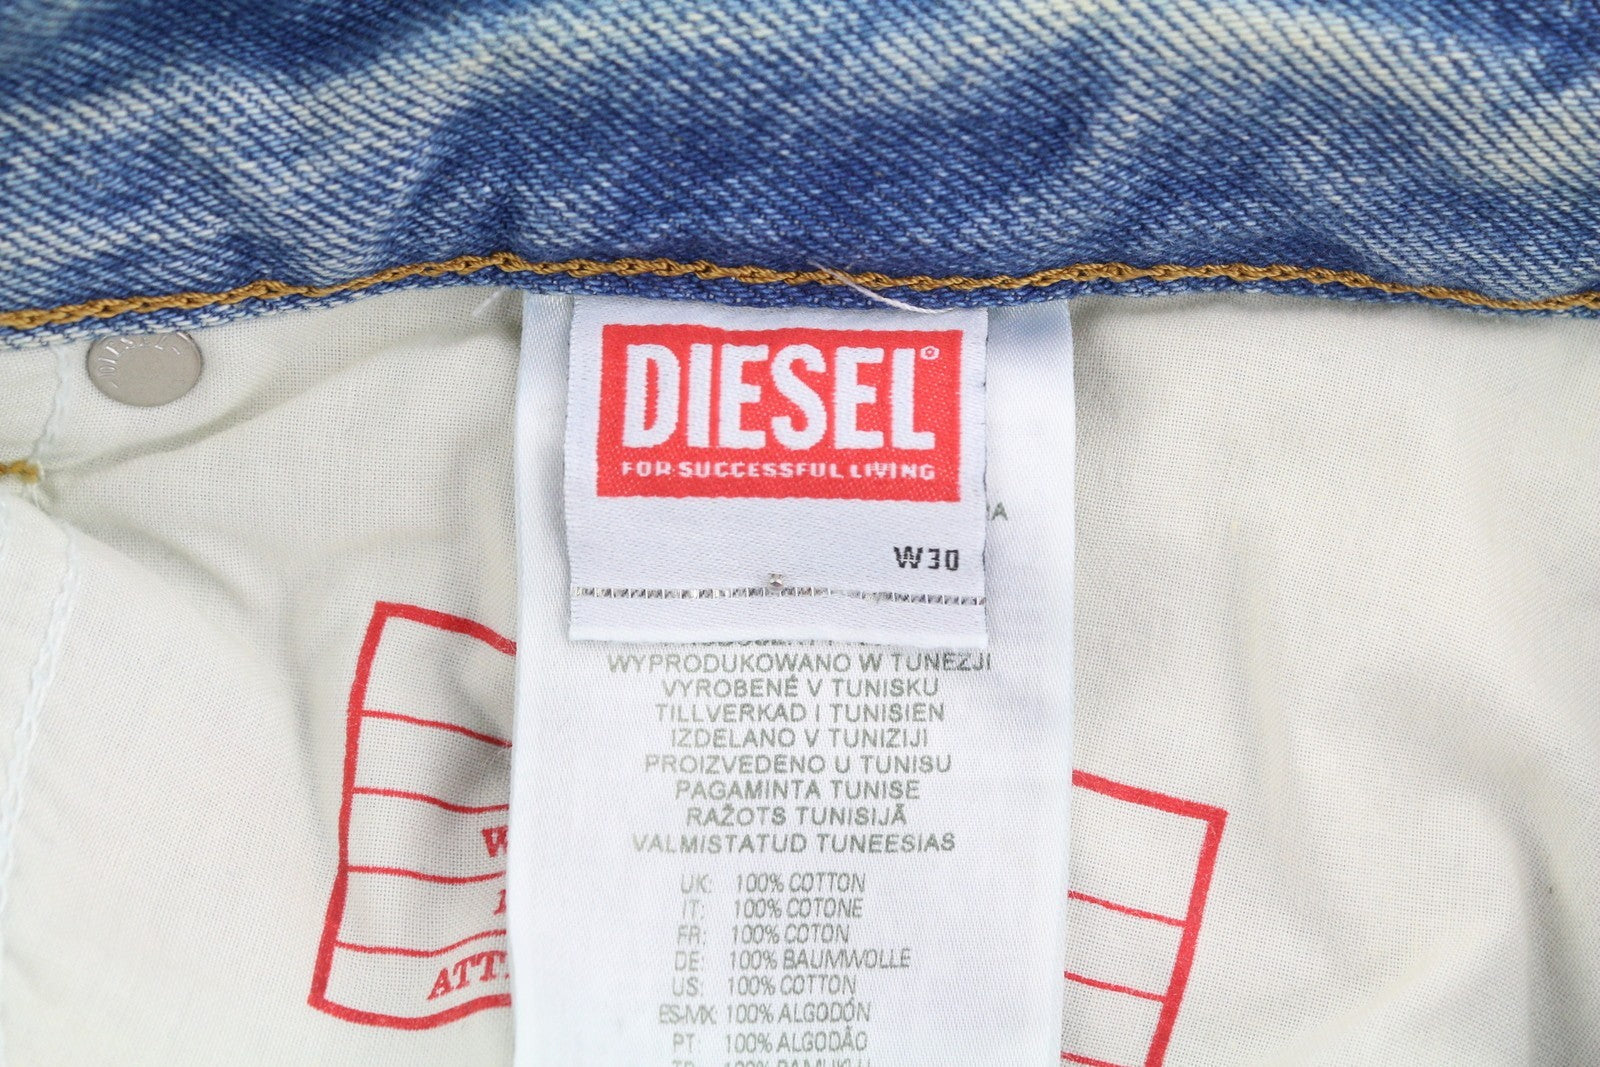 DIESEL®
FOR SUCCESSFUL LIVING
RA
W30
WYPRODUKOWANO W TUNEZJI
VYROBENÉ V TUNISKU
TILLVERKAD I TUNISIEN
IZDELANO V TUNIZIJI
PROIZVEDENO U TUNISU
PAGAMINTA TUNISE
RAŽOTS TUNISIJĀ
VALMISTATUD TUNEESIAS
UK: 100% COTTON
IT: 100% COTONE
FR: 100% COTON
DE: 100% BAUMWOLLE
US: 100% COTTON
ES-MX: 100% ALGODÓN
PT: 100% ALGODÃO
W
ATT